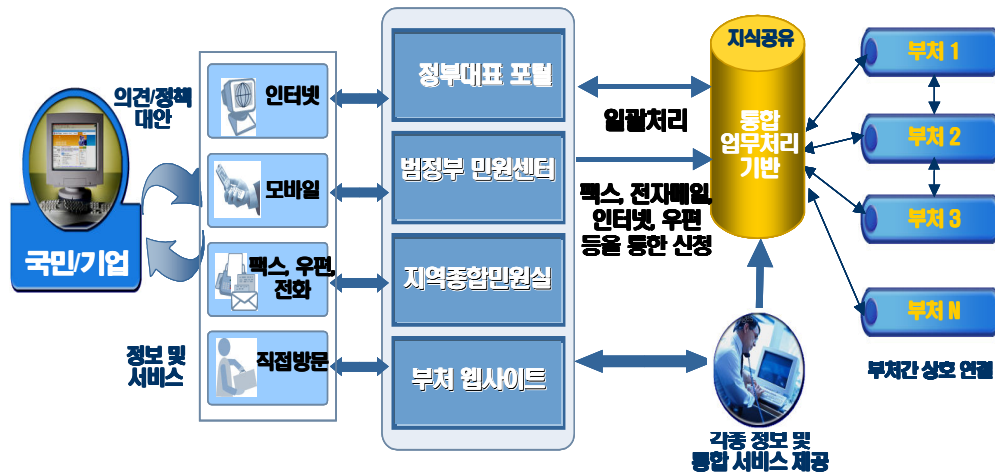 의견/정책
대안
국민/기업
정보 및
서비스
인터넷
모바일
팩스, 우편,
전화
직접방문
정부대표 포털
범정부 민원센터
지역종합민원실
부처 웹사이트
일괄처리
팩스, 전자메일,
인터넷, 우편
등을 통한 신청
지식공유
통합
업무처리
기반
각종 정보 및
통합 서비스 제공
부처 1
부처 2
부처 3
부처 N
부처간 상호 연결